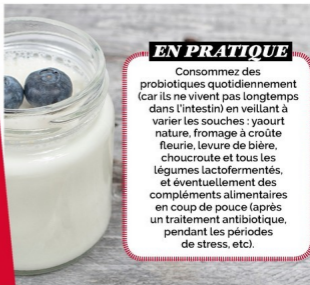 EN PRATIQUE
Consommez des
probiotiques quotidiennement
(car ils ne vivent pas longtemps
dans l'intestin) en veillant à
varier les souches : yaourt
nature, fromage à croûte
fleurie, levure de bière,
choucroute et tous les
légumes lactofermentés,
et éventuellement des
compléments alimentaires
en coup de pouce (après
un traitement antibiotique,
pendant les périodes
de stress, etc).